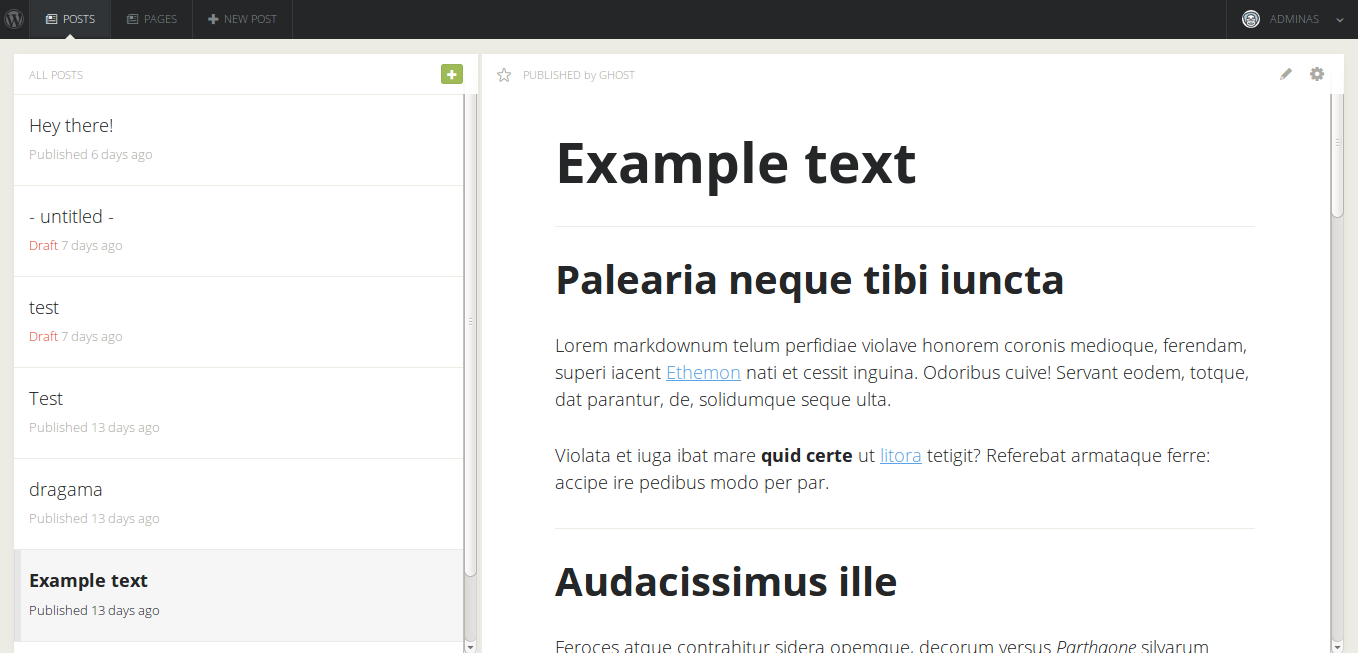 POSTS
PAGES
NEW POST
ADMINAS
ALL POSTS
Hey there!
Published 6 days ago
- untitled -
Draft 7 days ago
test
Draft 7 days ago
Test
Published 13 days ago
dragama
Published 13 days ago
Example text
Published 13 days ago
PUBLISHED by GHOST
Example text
Palearia neque tibi iuncta
Lorem markdownum telum perfidiae violave honorem coronis medioque, ferendam,
superi iacent Ethemon nati et cessit inguina. Odoribus cuive! Servant eodem, totque,
dat parantur, de, solidumque seque ulta.
Violata et iuga ibat mare quid certe ut litora tetigit? Referebat armataque ferre:
accipe ire pedibus modo per par.
Audacissimus ille
Feroces atque contrahitur sidera opemque, decorum versus Parthaone silvarum